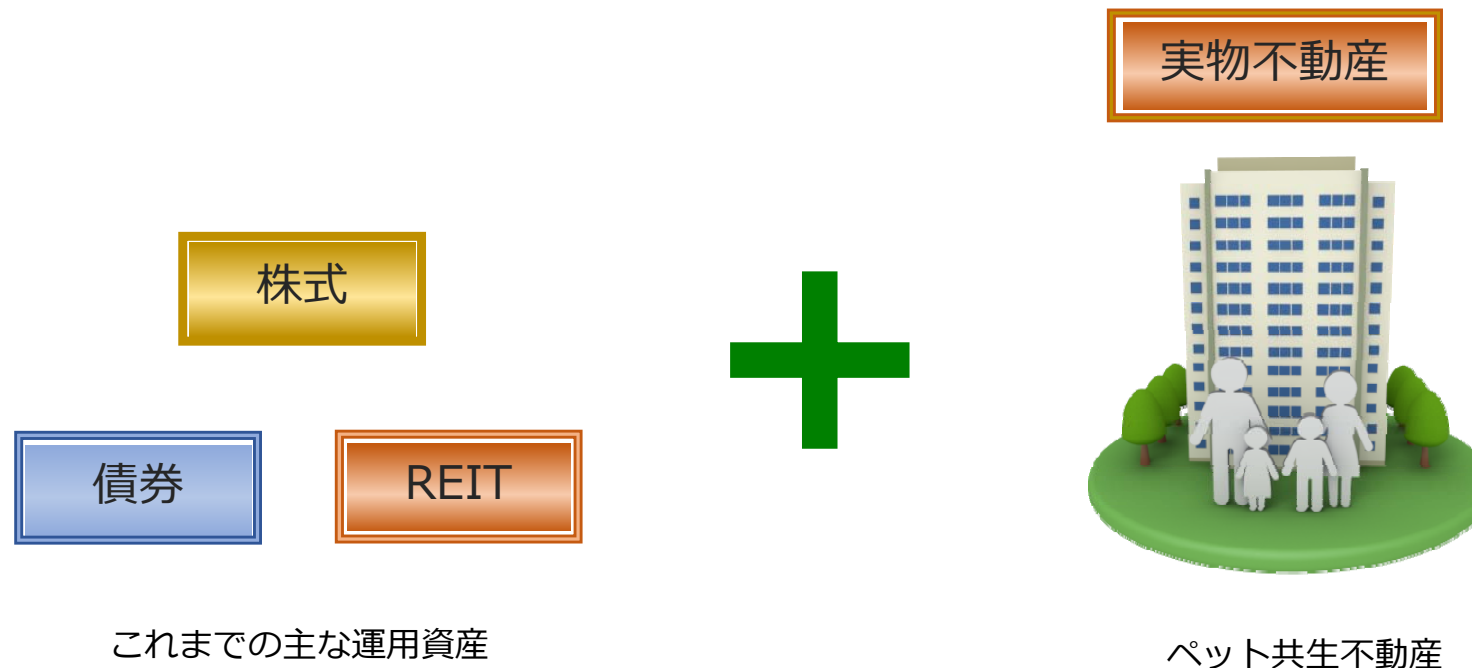 実物不動産
株式
債券
REIT
これまでの主な運用資産
ペット共生不動産